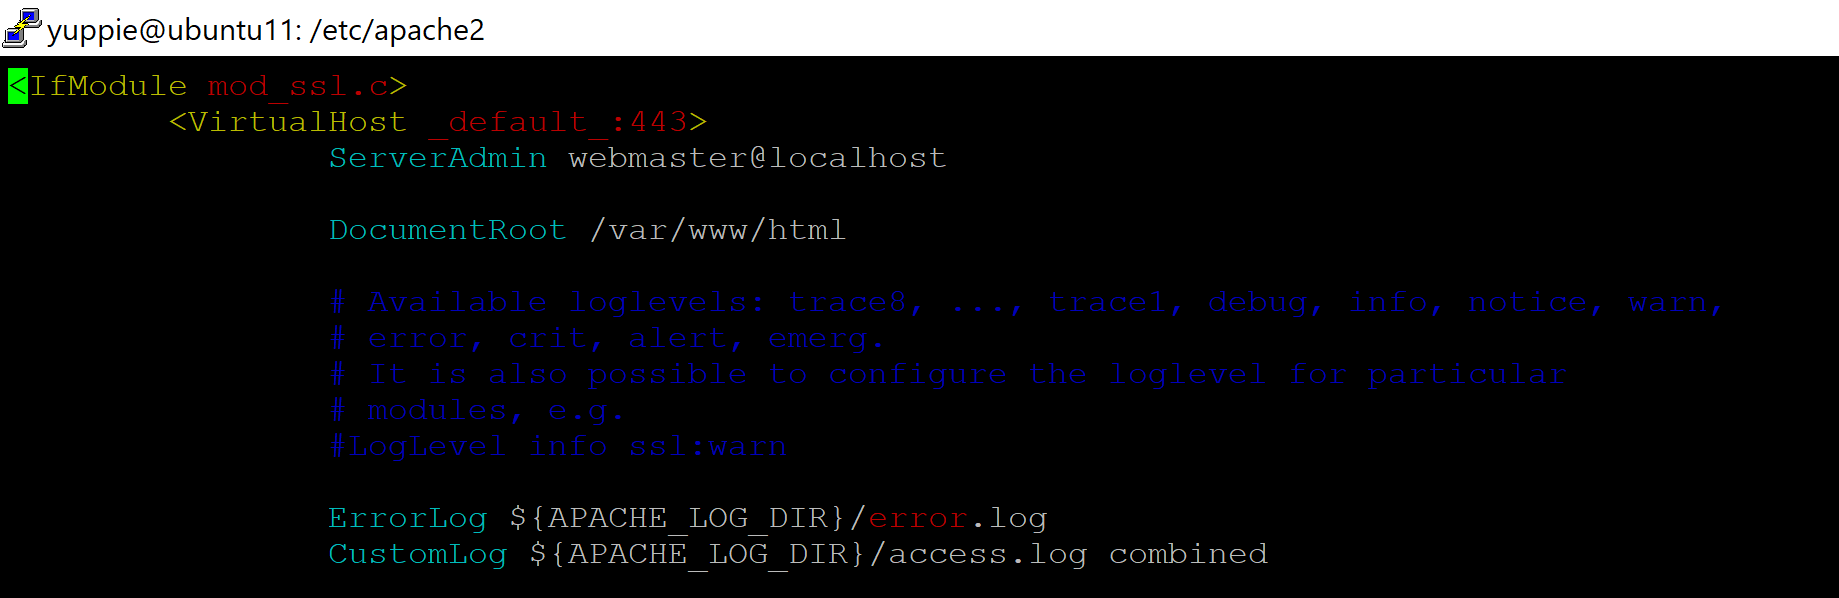 yuppie@ubuntu11: /etc/apache2
<IfModule mod_ssl.c>
<VirtualHost _default_:443>
ServerAdmin webmaster@localhost
DocumentRoot /var/www/html
# Available loglevels: trace8, ..., trace1, debug, info, notice, warn,
# error, crit, alert, emerg.
# It is also possible to configure the loglevel for particular
# modules, e.g.
#LogLevel info ssl:warn
ErrorLog ${APACHE_LOG_DIR}/error.log
CustomLog ${APACHE_LOG_DIR}/access.log combined